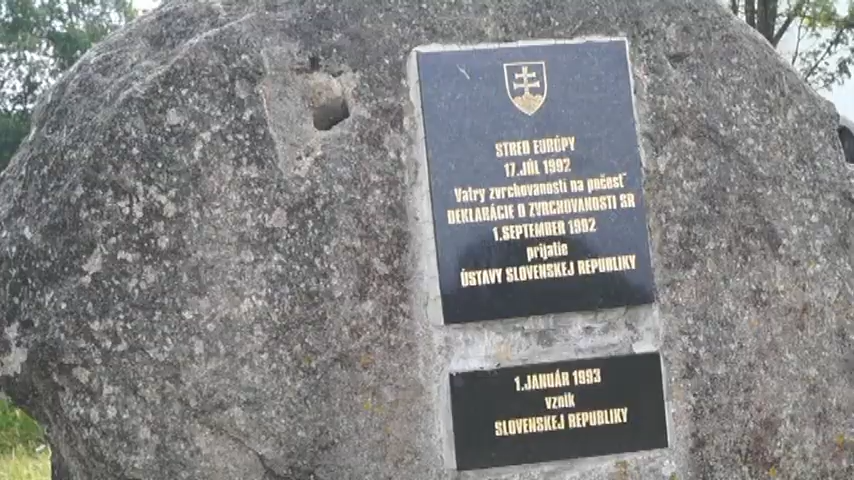 STRED EURÓPY
17.JÚL 1992
Vatry zvrchovanosti na počesť
DEKLARÁCIE O ZVRCHOVANOSTI SR
1.SEPTEMBER 1992
prijatie
ÚSTAVY SLOVENSKEJ REPUBLIKY
1.JANUÁR 1993
vznik
SLOVENSKEJ REPUBLIKY